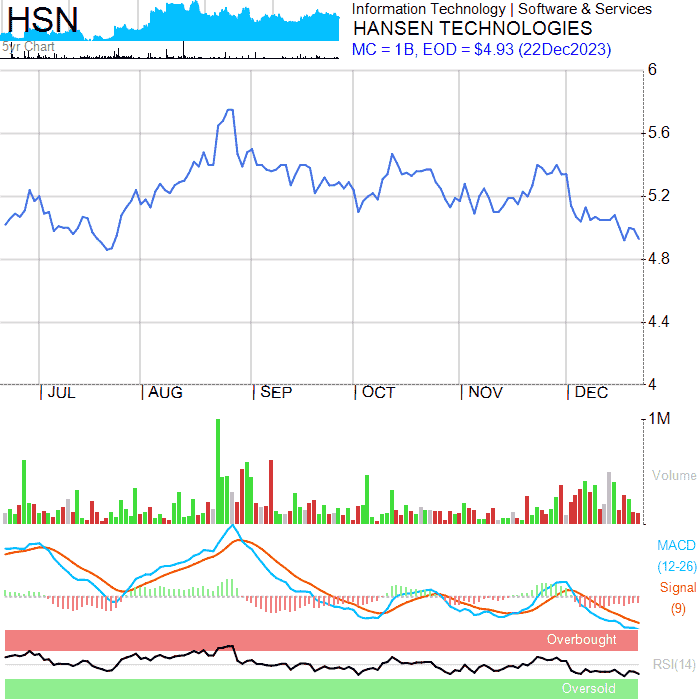 HSN
5yr Chart
Information Technology | Software & Services
HANSEN TECHNOLOGIES
MC = 1B, EOD = $4.93 (22Dec2023)
6
5.6
5.2
4.8
4.4
4
JUL AUG SEP OCT NOV DEC
1M
Volume
MACD
(12-26)
Signal
(9)
Overbought
RSI(14)
Oversold